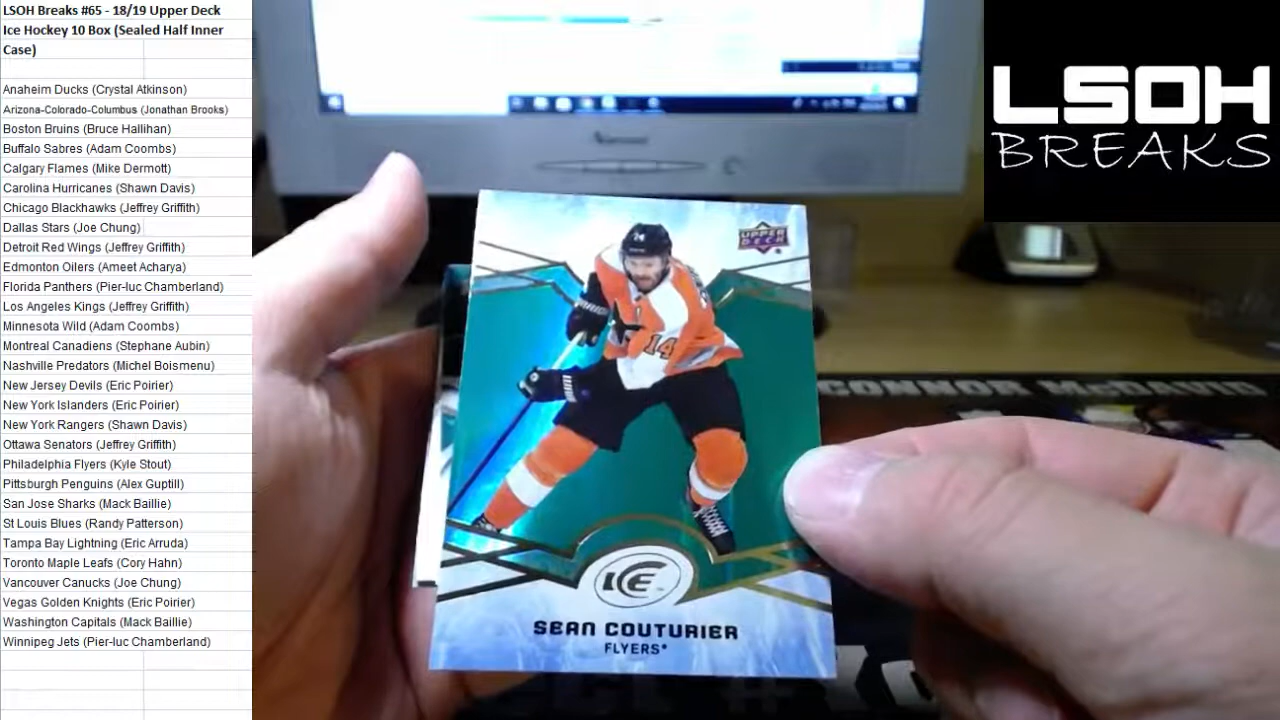 LSOH Breaks #65 - 18/19 Upper Deck
Ice Hockey 10 Box (Sealed Half Inner
Case)
Anaheim Ducks (Crystal Atkinson)
Arizona-Colorado-Columbus (Jonathan Brooks)
Boston Bruins (Bruce Hallihan)
Buffalo Sabres (Adam Coombs)
Calgary Flames (Mike Dermott)
Carolina Hurricanes (Shawn Davis)
Chicago Blackhawks (Jeffrey Griffith)
Dallas Stars (Joe Chung)
Detroit Red Wings (Jeffrey Griffith)
Edmonton Oilers (Ameet Acharya)
Florida Panthers (Pier-luc Chamberland)
Los Angeles Kings (Jeffrey Griffith)
Minnesota Wild (Adam Coombs)
Montreal Canadiens (Stephane Aubin)
Nashville Predators (Michel Boismenu)
New Jersey Devils (Eric Poirier)
New York Islanders (Eric Poirier)
New York Rangers (Shawn Davis)
Ottawa Senators (Jeffrey Griffith)
Philadelphia Flyers (Kyle Stout)
Pittsburgh Penguins (Alex Guptill)
San Jose Sharks (Mack Baillie)
St Louis Blues (Randy Patterson)
Tampa Bay Lightning (Eric Arruda)
Toronto Maple Leafs (Cory Hahn)
Vancouver Canucks (Joe Chung)
Vegas Golden Knights (Eric Poirier)
Washington Capitals (Mack Baillie)
Winnipeg Jets (Pier-luc Chamberland)
LSOH
BREAKS
UPPER
DECK
14
14
ICE
SEAN COUTURIER
FLYERS
CONNOR McDAVID